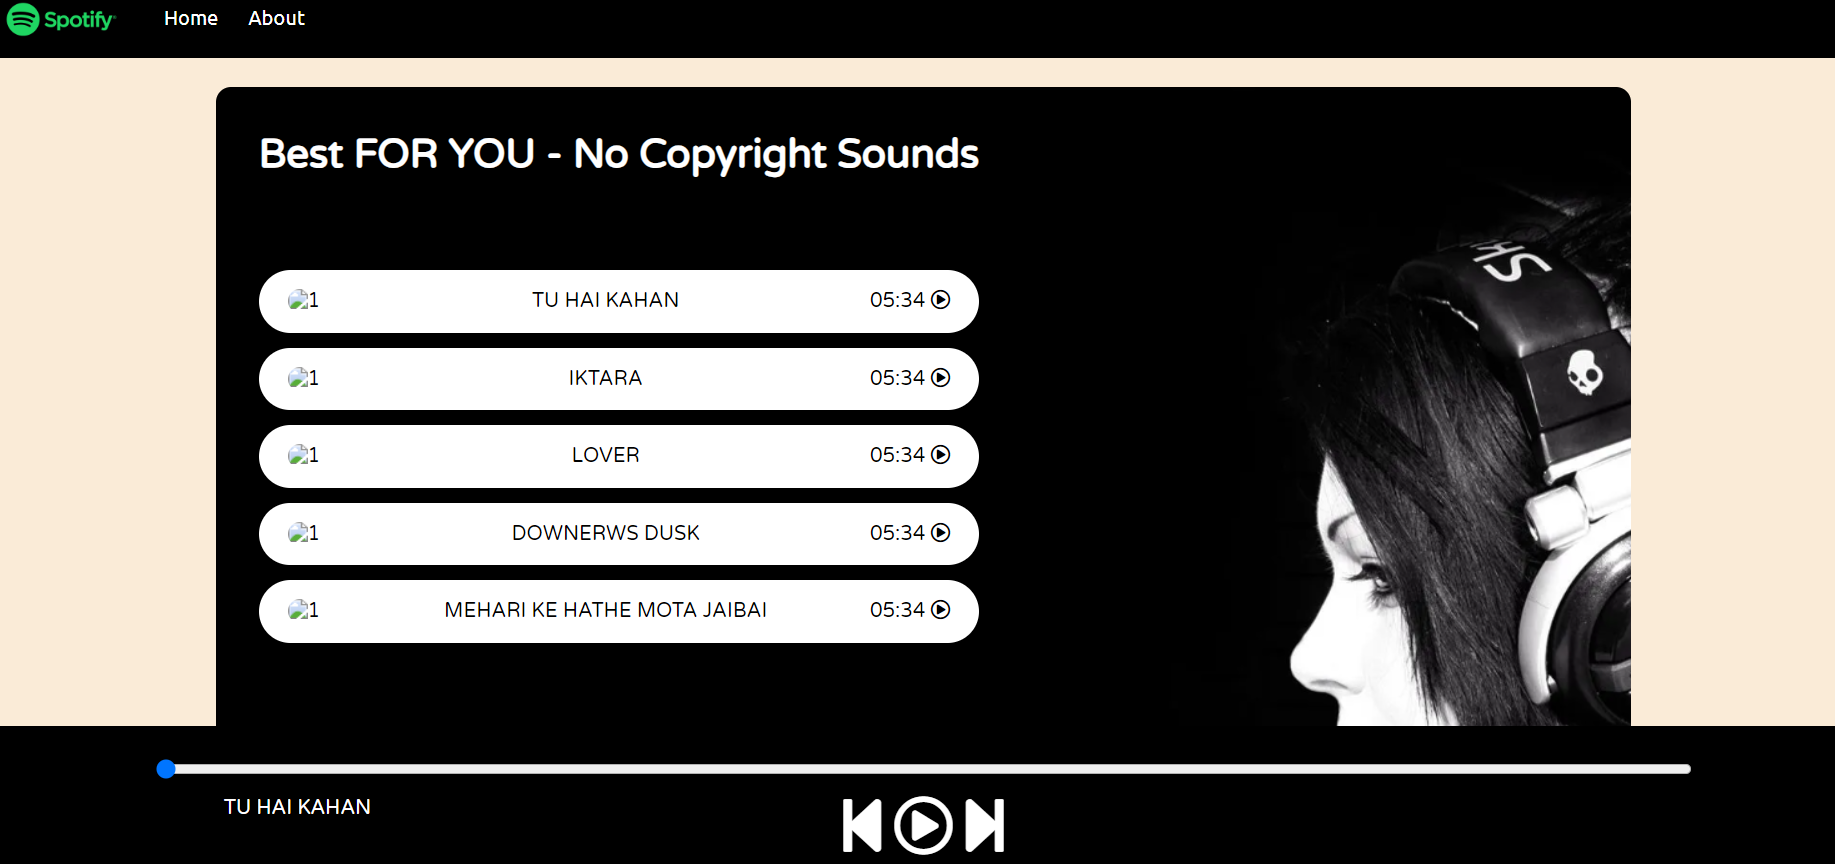 Spotify®
Home About
Best FOR YOU - No Copyright Sounds
1 TU HAI KAHAN 05:34
1 IKTARA 05:34
1 LOVER 05:34
1 DOWNERWS DUSK 05:34
1 MEHARI KE HATHE MOTA JAIBAI 05:34
TU HAI KAHAN